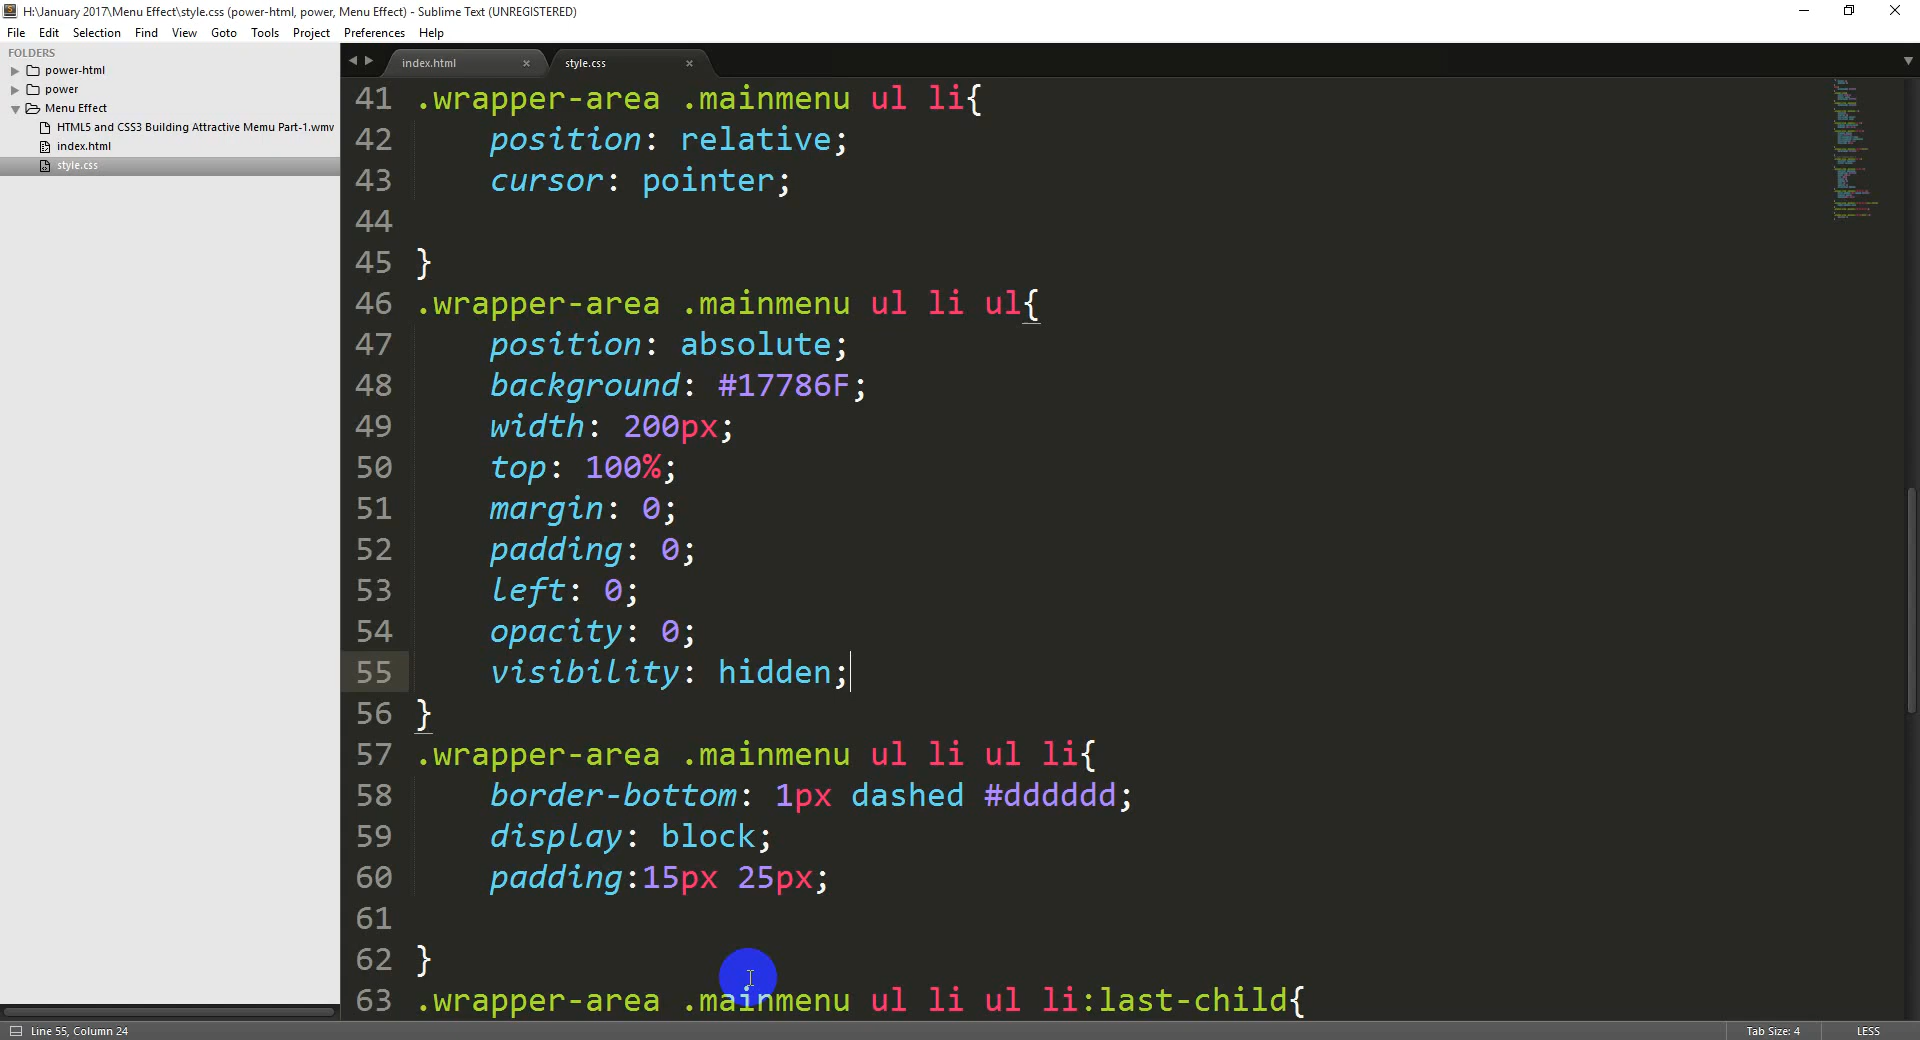 H:\January 2017\Menu Effect\style.css (power-html, power, Menu Effect) - Sublime Text (UNREGISTERED)
File Edit Selection Find View Goto Tools Project Preferences Help
FOLDERS
power-html
power
Menu Effect
HTML5 and CSS3 Building Attractive Memu Part-1.wmv
index.html
style.css
index.html × style.css ×
41 .wrapper-area .mainmenu ul li{
42 position: relative;
43 cursor: pointer;
44
45 }
46 .wrapper-area .mainmenu ul li ul{
47 position: absolute;
48 background: #17786F;
49 width: 200px;
50 top: 100%;
51 margin: 0;
52 padding: 0;
53 left: 0;
54 opacity: 0;
55 visibility: hidden;
56 }
57 .wrapper-area .mainmenu ul li ul li{
58 border-bottom: 1px dashed #dddddd;
59 display: block;
60 padding:15px 25px;
61
62 }
63 .wrapper-area .mainmenu ul li ul li:last-child{
Line 55, Column 24 Tab Size: 4 LESS